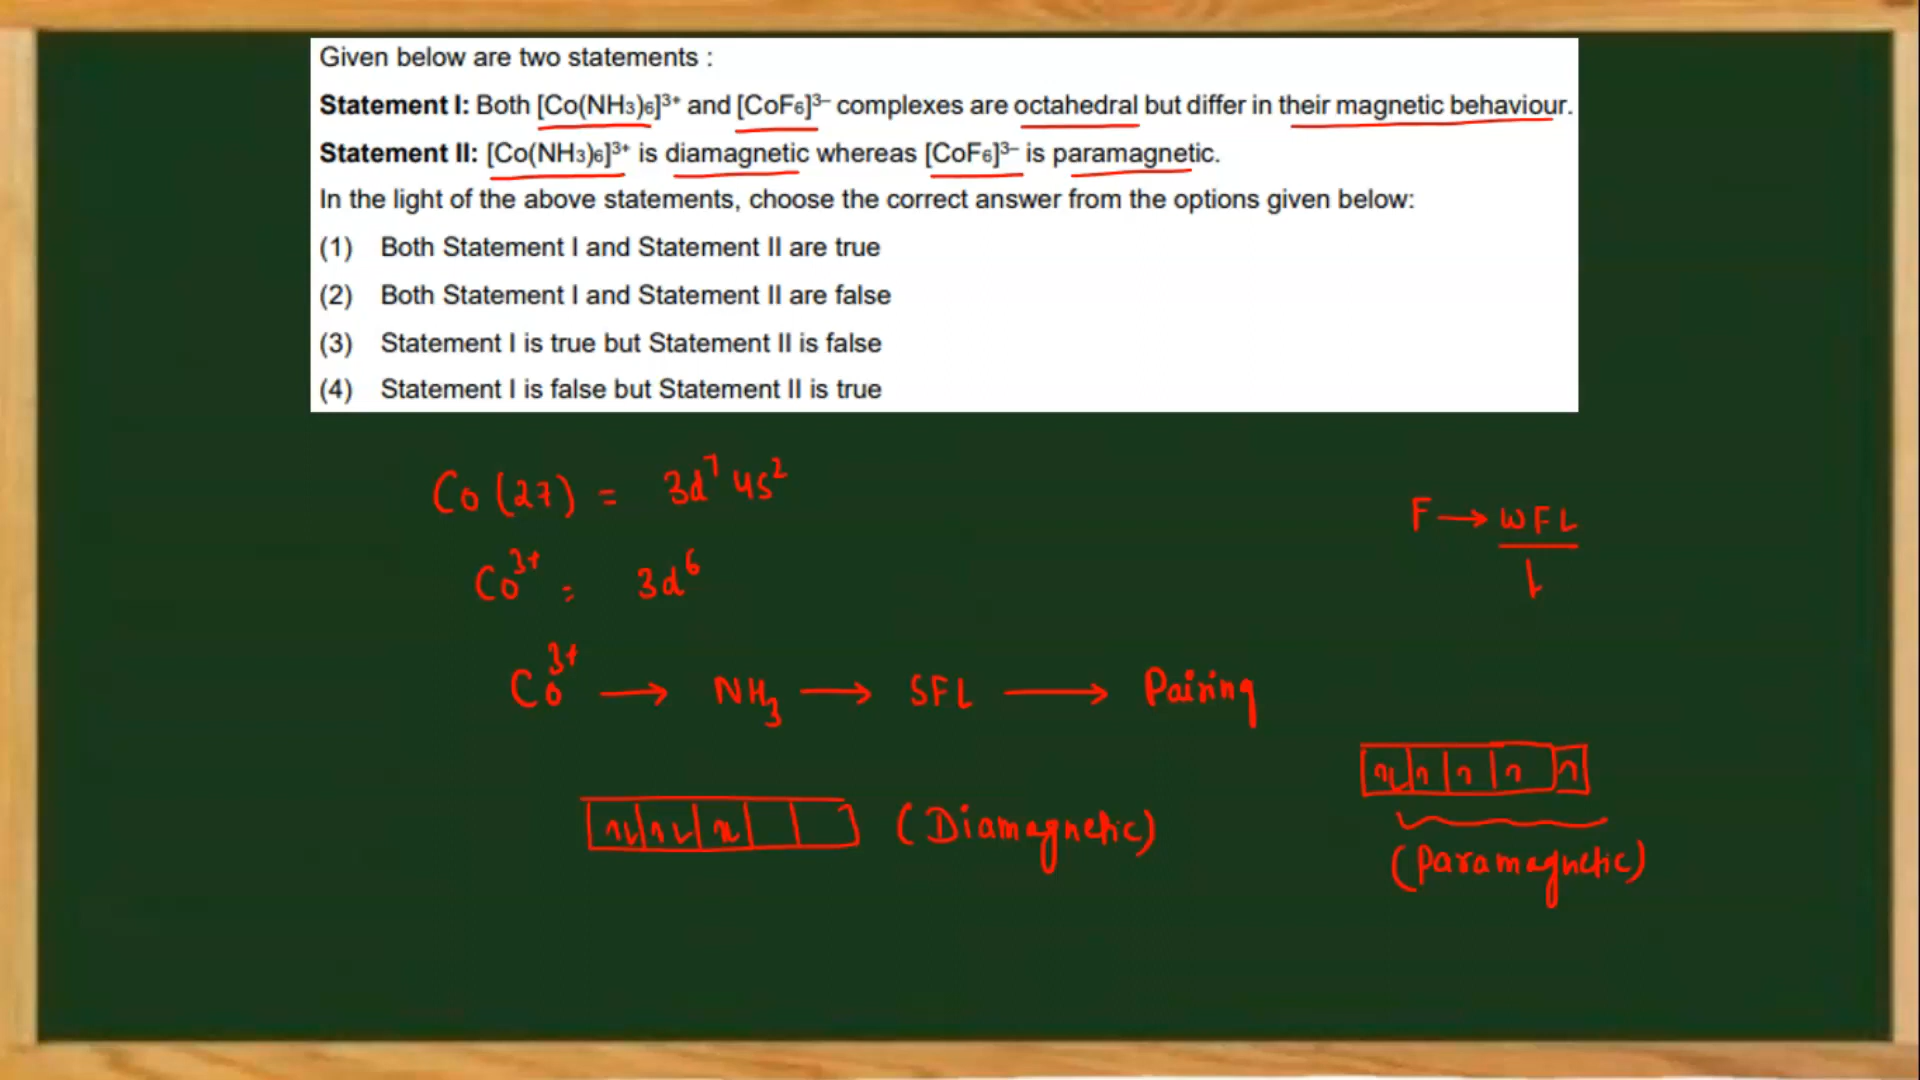 Given below are two statements :
Statement I: Both [Co(NH₃)₆]³⁺ and [CoF₆]³⁻ complexes are octahedral but differ in their magnetic behaviour.
Statement II: [Co(NH₃)₆]³⁺ is diamagnetic whereas [CoF₆]³⁻ is paramagnetic.
In the light of the above statements, choose the correct answer from the options given below:
(1) Both Statement I and Statement II are true
(2) Both Statement I and Statement II are false
(3) Statement I is true but Statement II is false
(4) Statement I is false but Statement II is true
Co (27) = 3d⁷ 4s²
F → WFL
Co³⁺ = 3d⁶
Co³⁺ → NH₃ → SFL → Pairing
(Diamagnetic)
(Paramagnetic)